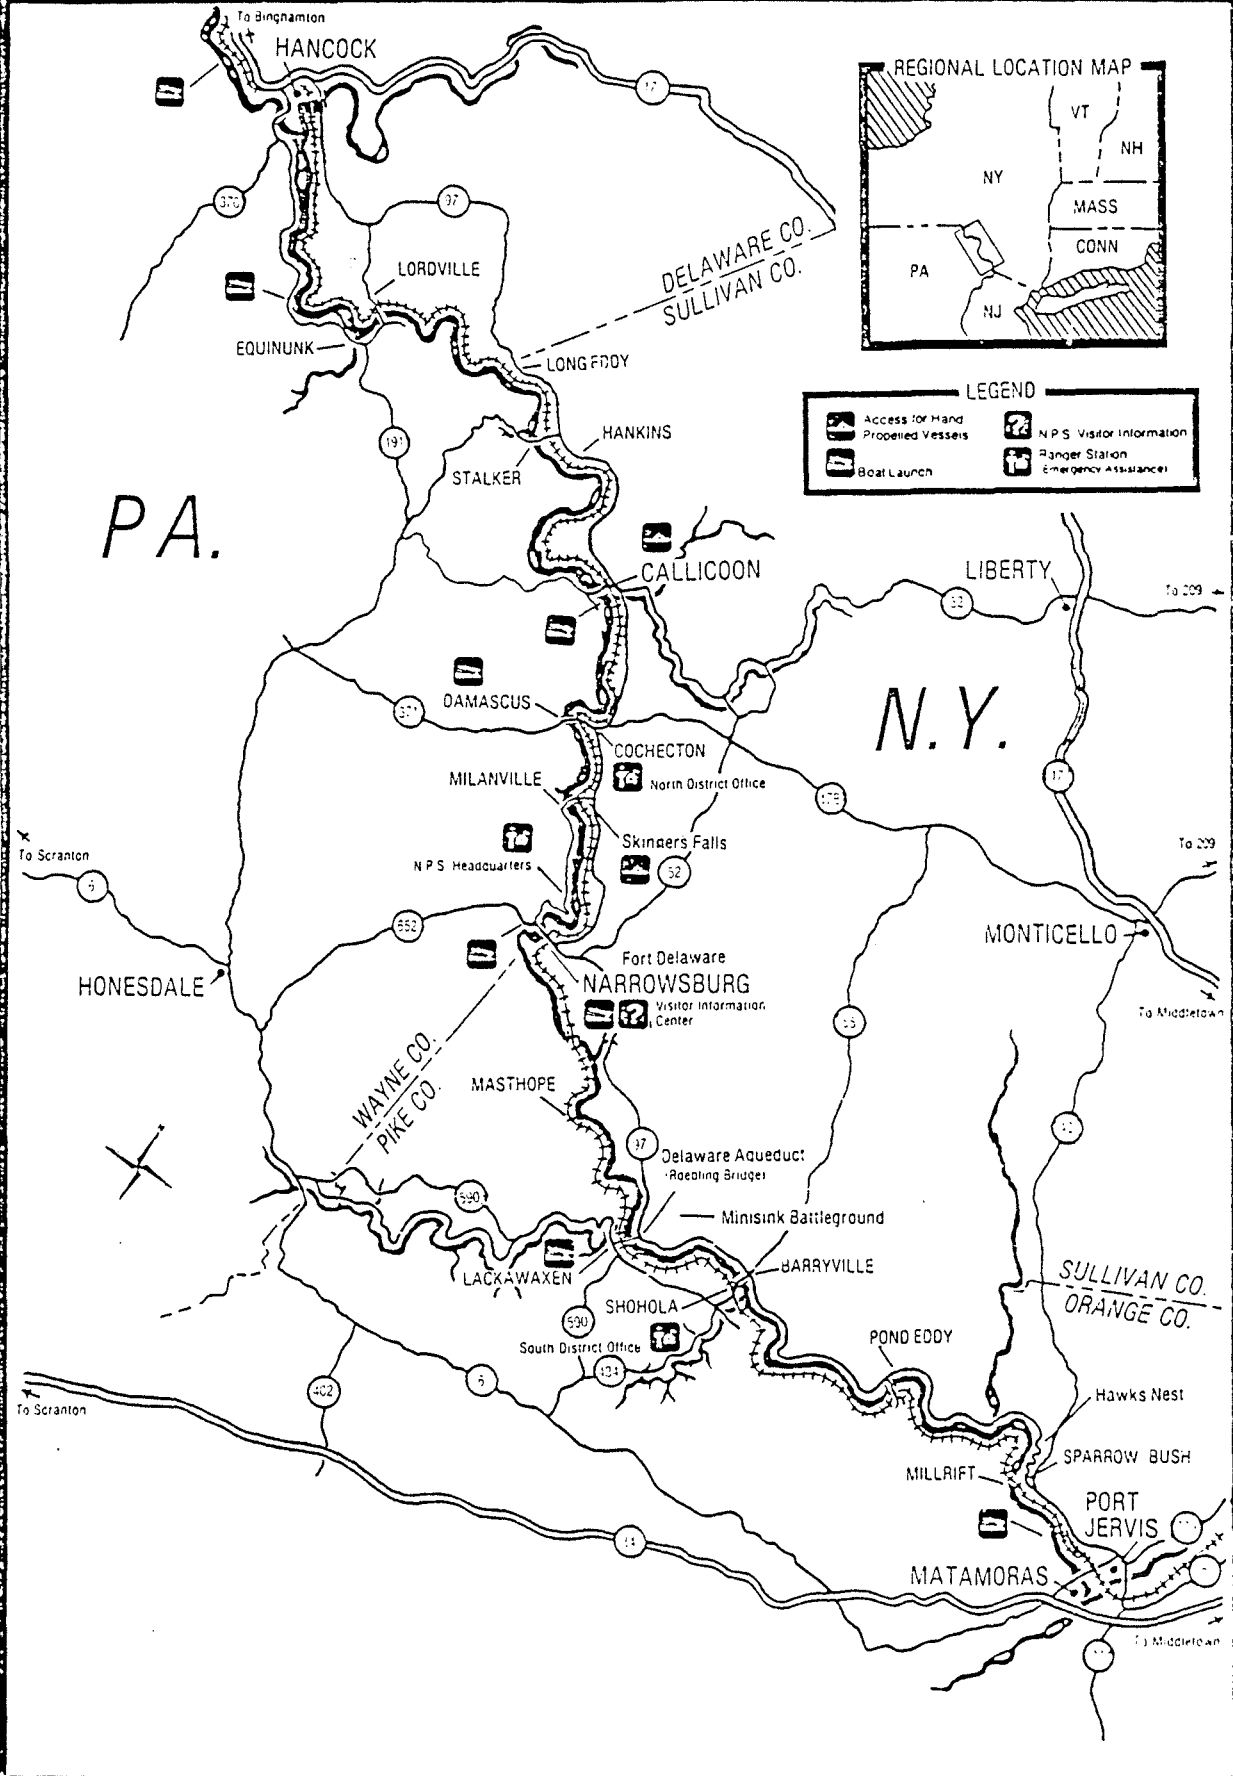 To Binghamton
HANCOCK
17
REGIONAL LOCATION MAP
VT
NH
NY
MASS
CONN
PA
NJ
370
97
LORDVILLE
DELAWARE CO.
SULLIVAN CO.
EQUINUNK
LONG EDDY
LEGEND
Access for Hand
Propelled Vessels
N.P.S. Visitor Information
Boat Launch
Ranger Station
Emergency Assistance)
191
HANKINS
STALKER
PA.
CALLICOON
LIBERTY
To 209
52
DAMASCUS
371
N.Y.
COCHECTON
North District Office
MILANVILLE
17
Skinners Falls
To Scranton
N.P.S. Headquarters
52
To 209
6
652
MONTICELLO
Fort Delaware
HONESDALE
NARROWSBURG
Visitor Information
Center
To Middletown
55
WAYNE CO.
PIKE CO.
MASTHOPE
97
Delaware Aqueduct
(Roebling Bridge)
590
Minisink Battleground
LACKAWAXEN
BARRYVILLE
SULLIVAN CO.
ORANGE CO.
SHOHOLA
590
South District Office
POND EDDY
434
6
402
To Scranton
Hawks Nest
SPARROW BUSH
MILLRIFT
PORT
JERVIS
84
MATAMORAS
To Middletown